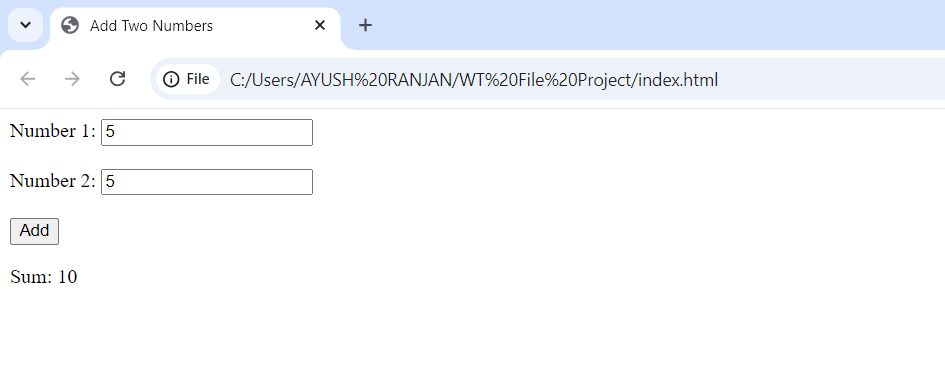 Add Two Numbers
File C:/Users/AYUSH%20RANJAN/WT%20File%20Project/index.html
Number 1: 5
Number 2: 5
Add
Sum: 10